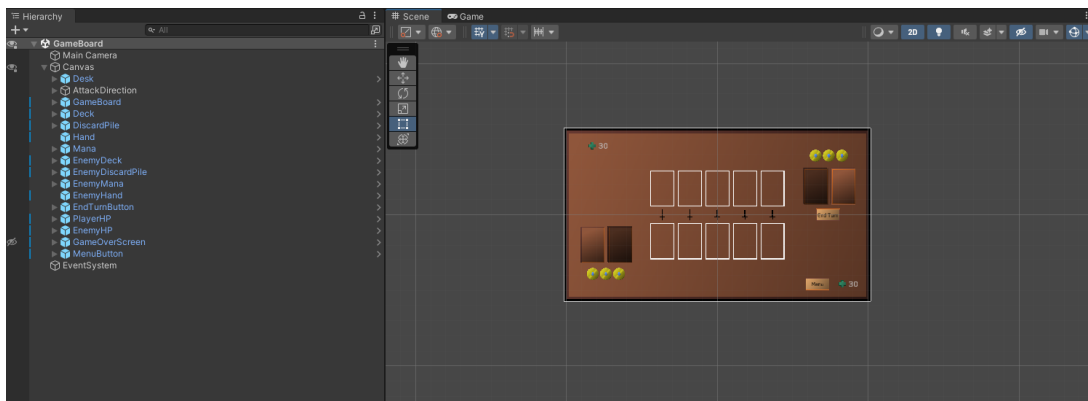 Hierarchy
All
GameBoard
Main Camera
Canvas
Desk
AttackDirection
GameBoard
Deck
DiscardPile
Hand
Mana
EnemyDeck
EnemyDiscardPile
EnemyMana
EnemyHand
EndTurnButton
PlayerHP
EnemyHP
GameOverScreen
MenuButton
EventSystem
Scene
Game
2D
30
End Turn
Menu
30